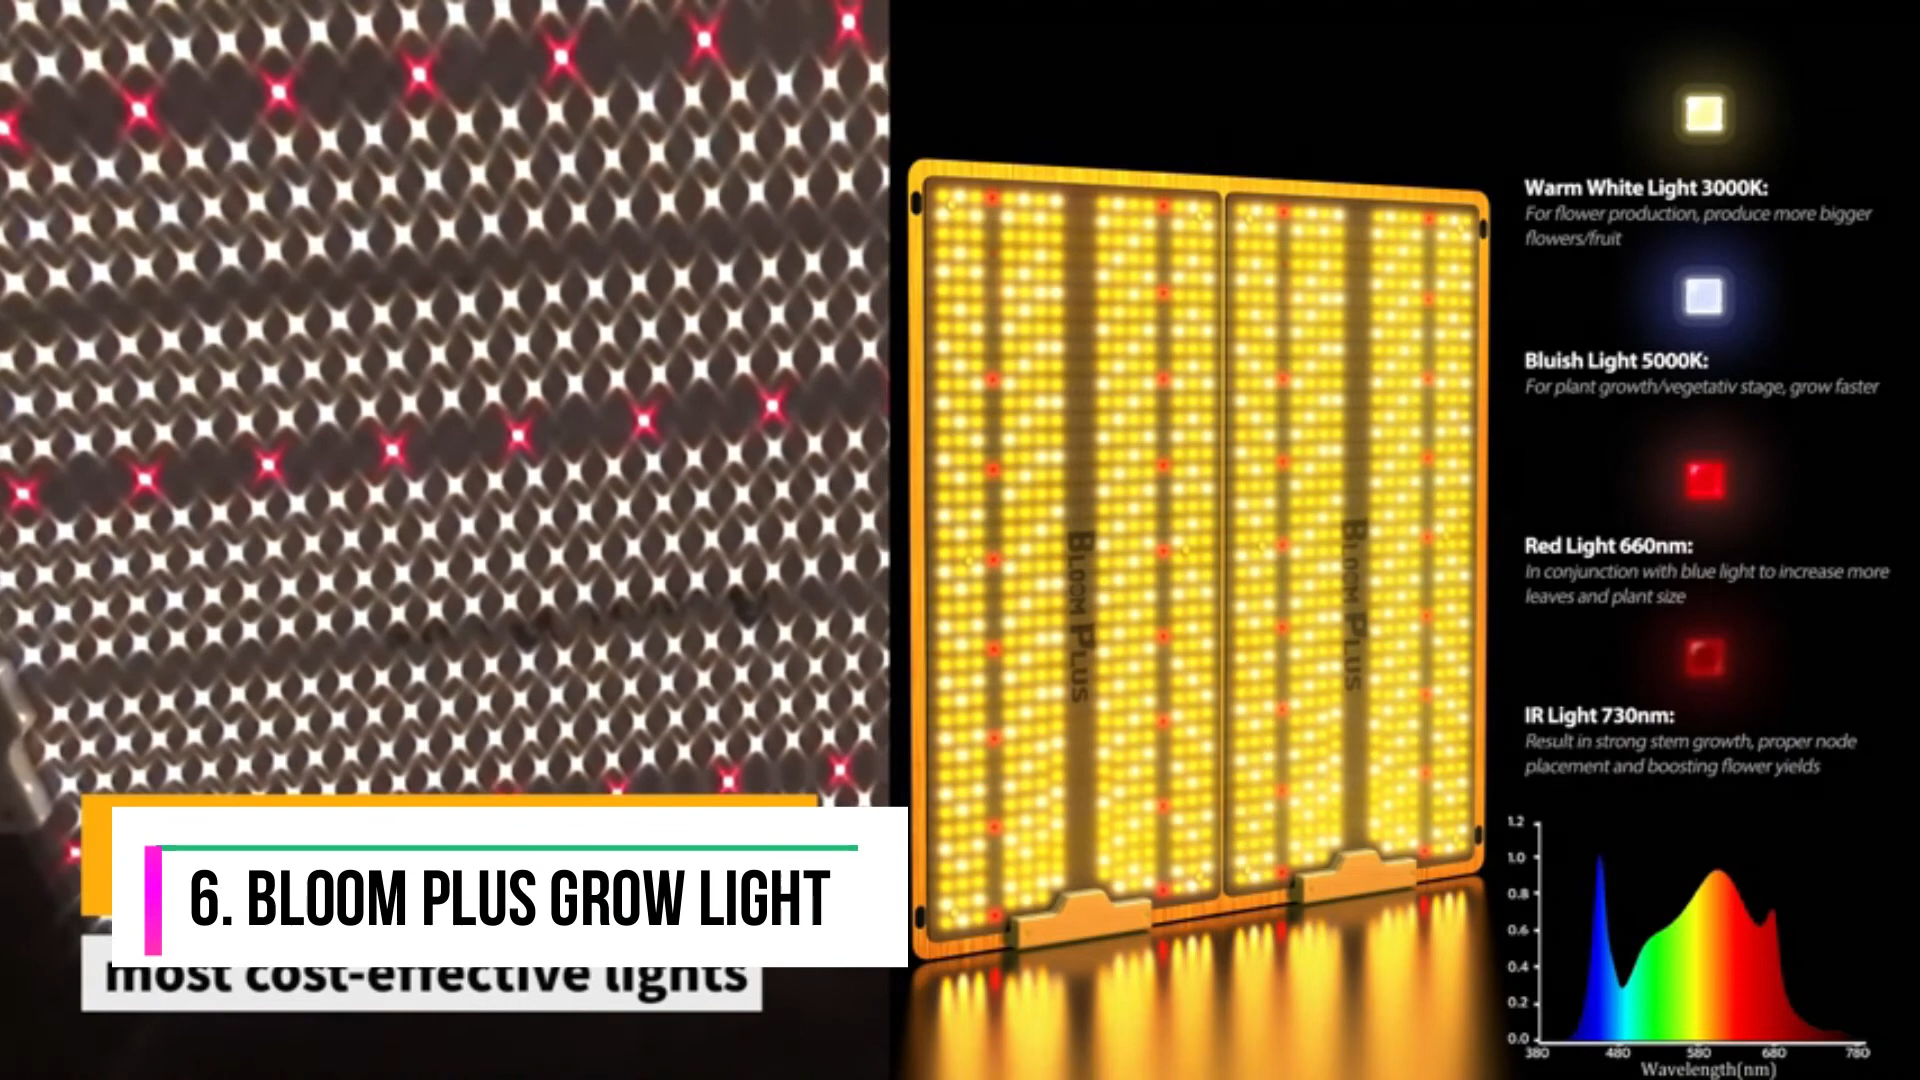 Warm White Light 3000K:
For flower production, produce more bigger
flowers/fruit
Bluish Light 5000K:
For plant growth/vegetativ stage, grow faster
Red Light 660nm:
In conjunction with blue light to increase more
leaves and plant size
IR Light 730nm:
Result in strong stem growth, proper node
placement and boosting flower yields
BLOOM PLUS
BLOOM PLUS
6. BLOOM PLUS GROW LIGHT
most cost-effective lights
1.2
1.0
0.8
0.6
0.4
0.2
0.0
380 480 580 680 780
Wavelength(nm)